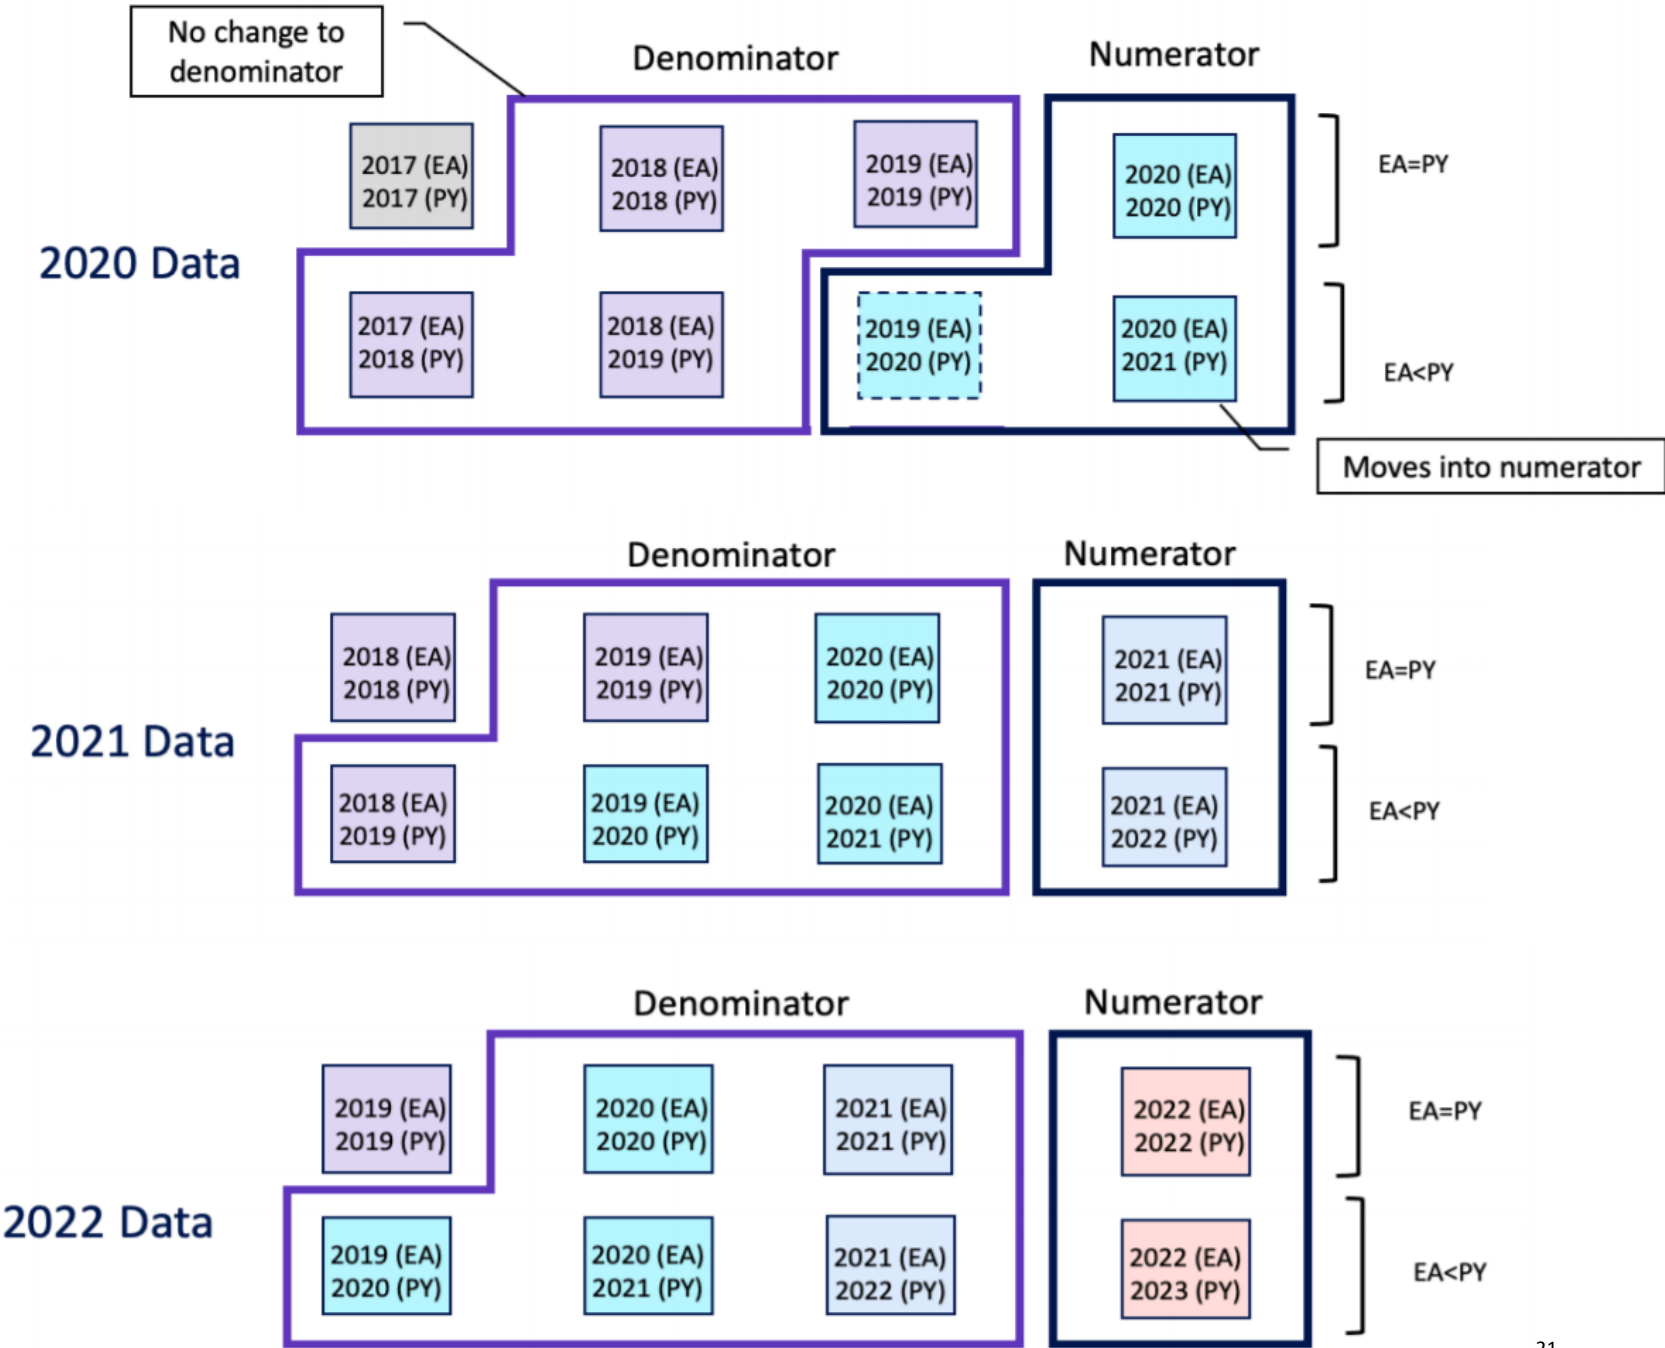 No change to
denominator
Denominator
Numerator
2017 (EA)
2017 (PY)
2018 (EA)
2018 (PY)
2019 (EA)
2019 (PY)
2020 (EA)
2020 (PY)
EA=PY
2020 Data
2017 (EA)
2018 (PY)
2018 (EA)
2019 (PY)
2019 (EA)
2020 (PY)
2020 (EA)
2021 (PY)
EA<PY
Moves into numerator
Denominator
Numerator
2018 (EA)
2018 (PY)
2019 (EA)
2019 (PY)
2020 (EA)
2020 (PY)
2021 (EA)
2021 (PY)
EA=PY
2021 Data
2018 (EA)
2019 (PY)
2019 (EA)
2020 (PY)
2020 (EA)
2021 (PY)
2021 (EA)
2022 (PY)
EA<PY
Denominator
Numerator
2019 (EA)
2019 (PY)
2020 (EA)
2020 (PY)
2021 (EA)
2021 (PY)
2022 (EA)
2022 (PY)
EA=PY
2022 Data
2019 (EA)
2020 (PY)
2020 (EA)
2021 (PY)
2021 (EA)
2022 (PY)
2022 (EA)
2023 (PY)
EA<PY